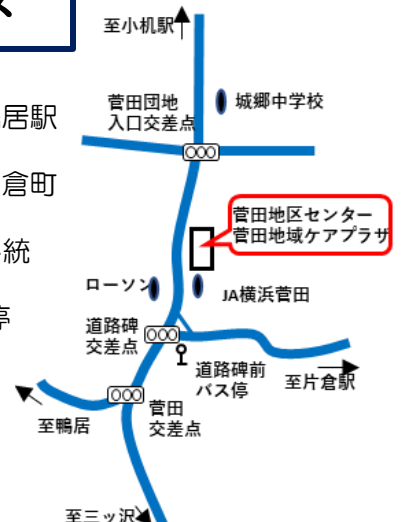 至小机駅
菅田団地
入口交差点
城郷中学校
居駅
倉町
統
菅田地区センター
菅田地域ケアプラザ
ローソン
JA横浜菅田
道路碑
交差点
道路碑前
バス停
至片倉駅
菅田
交差点
至鴨居
至三ッ沢